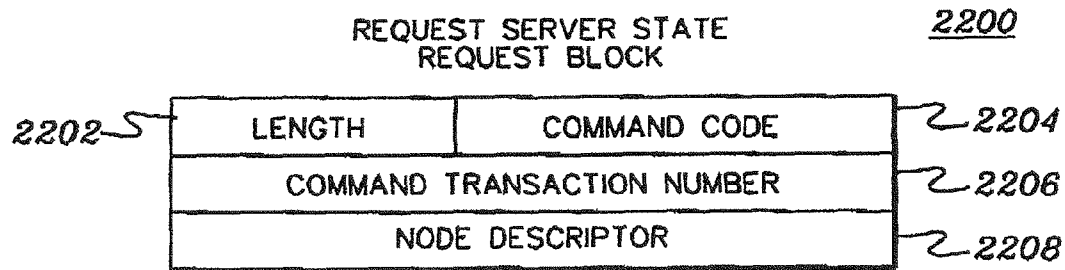 REQUEST SERVER STATE 2200
REQUEST BLOCK
2202 LENGTH COMMAND CODE 2204
COMMAND TRANSACTION NUMBER 2206
NODE DESCRIPTOR 2208